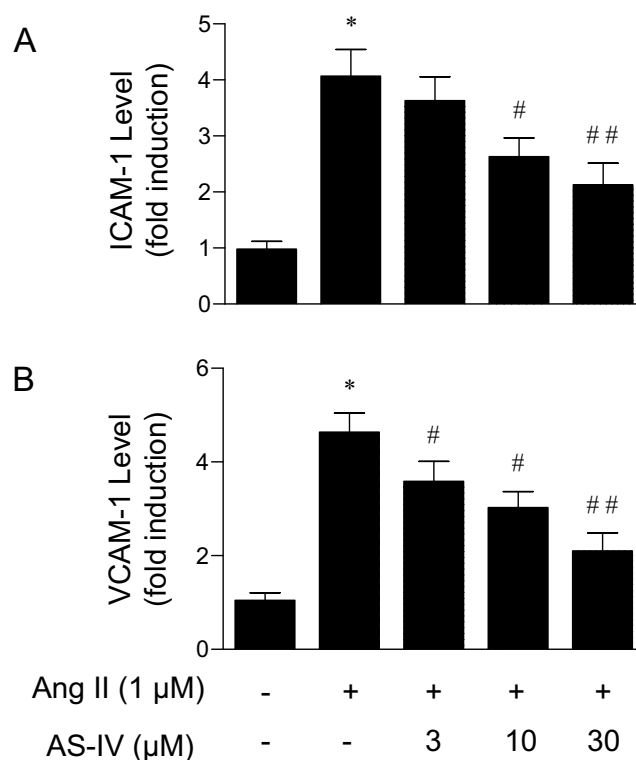 A
ICAM-1 Level
(fold induction)
5
4
3
2
1
0
*
#
# #
B
VCAM-1 Level
(fold induction)
6
4
2
0
*
#
#
# #
Ang II (1 µM) - + + + +
AS-IV (µM) - - 3 10 30